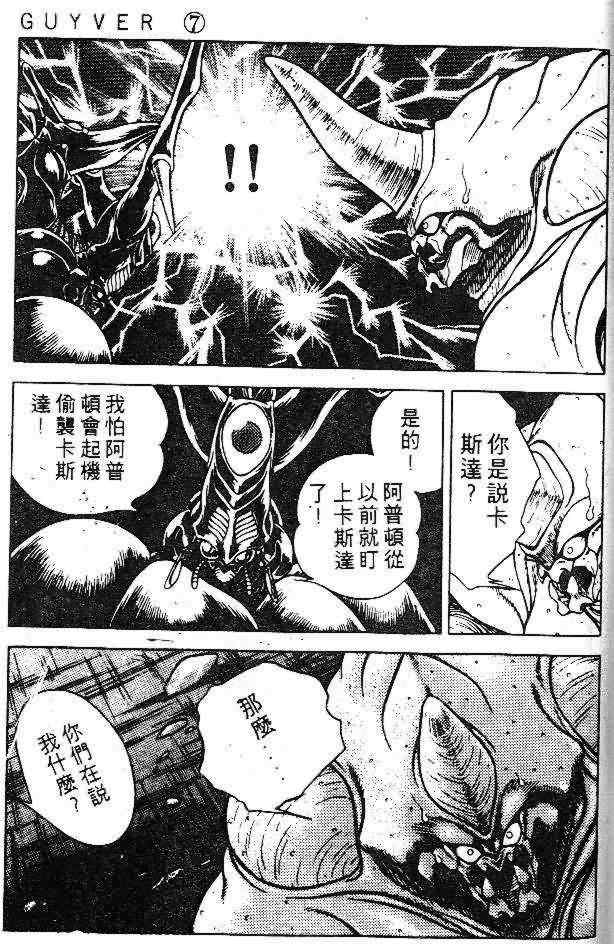 GUYVER ⑦
!!
你是說卡
斯達?
是的!
阿普頓從
以前就盯
上卡斯達
了!
我怕阿普
頓會起機
偷襲卡斯
達!
那麼……
你們在說
我什麼?